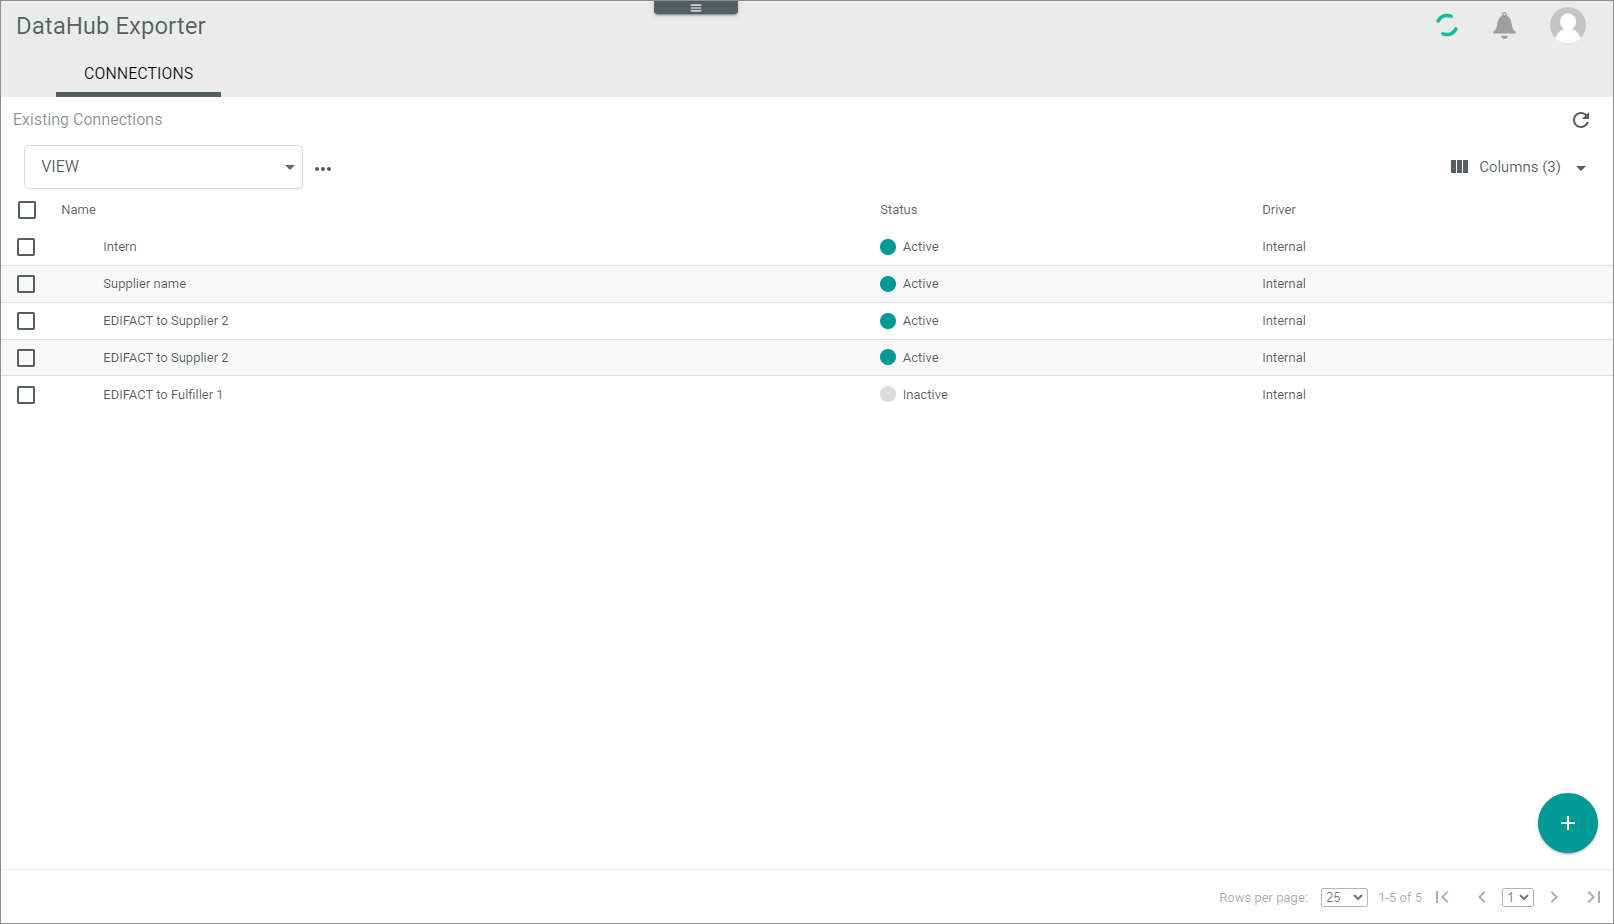 DataHub Exporter
CONNECTIONS
Existing Connections
VIEW
Columns (3)
Name Status Driver
Intern Active Internal
Supplier name Active Internal
EDIFACT to Supplier 2 Active Internal
EDIFACT to Supplier 2 Active Internal
EDIFACT to Fulfiller 1 Inactive Internal
Rows per page: 25 1-5 of 5 1